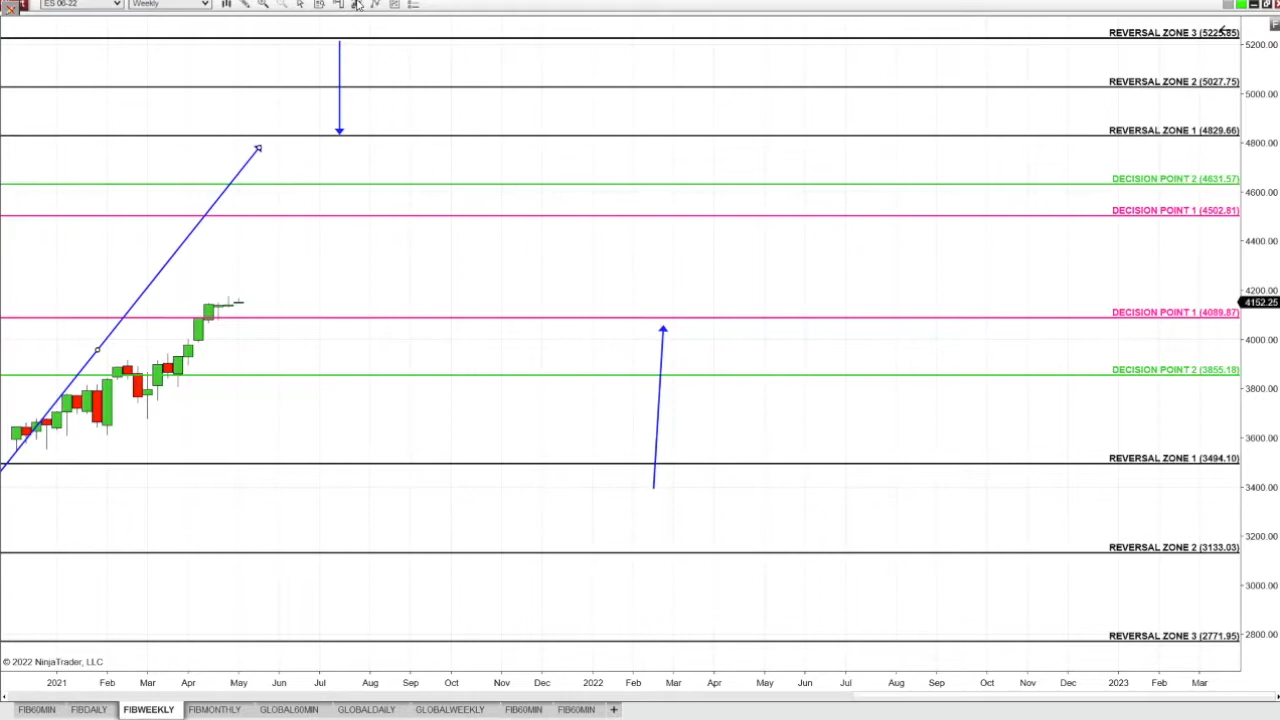 ES 06-22 Weekly
REVERSAL ZONE 3 (5225.85)
5200.00
REVERSAL ZONE 2 (5027.75)
5000.00
REVERSAL ZONE 1 (4829.66)
4800.00
DECISION POINT 2 (4631.57)
4600.00
DECISION POINT 1 (4502.81)
4400.00
4200.00
4152.25
DECISION POINT 1 (4089.87)
4000.00
DECISION POINT 2 (3855.18)
3800.00
3600.00
REVERSAL ZONE 1 (3494.10)
3400.00
REVERSAL ZONE 2 (3133.03)
3200.00
3000.00
2800.00
REVERSAL ZONE 3 (2771.95)
© 2022 NinjaTrader, LLC
2021 Feb Mar Apr May Jun Jul Aug Sep Oct Nov Dec 2022 Feb Mar Apr May Jun Jul Aug Sep Oct Nov Dec 2023 Feb Mar
FIB60MIN FIBDAILY FIBWEEKLY FIBMONTHLY GLOBAL60MIN GLOBALDAILY GLOBALWEEKLY FIB60MIN FIB60MIN +